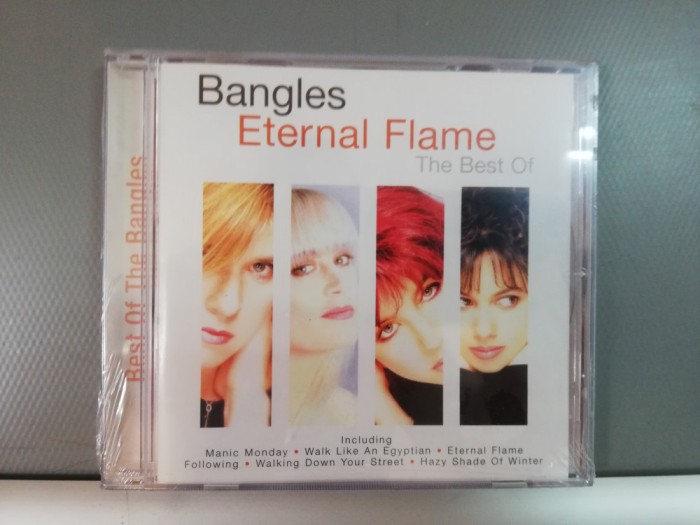 Bangles
Eternal Flame
The Best Of
Best Of The Bangles
Including
Manic Monday • Walk Like An Egyptian • Eternal Flame
Following • Walking Down Your Street • Hazy Shade Of Winter